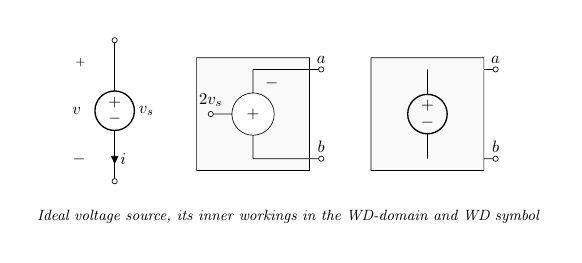 +
v
−
+
−
v_s
i
2v_s
−
+
a
b
+
−
a
b
Ideal voltage source, its inner workings in the WD-domain and WD symbol